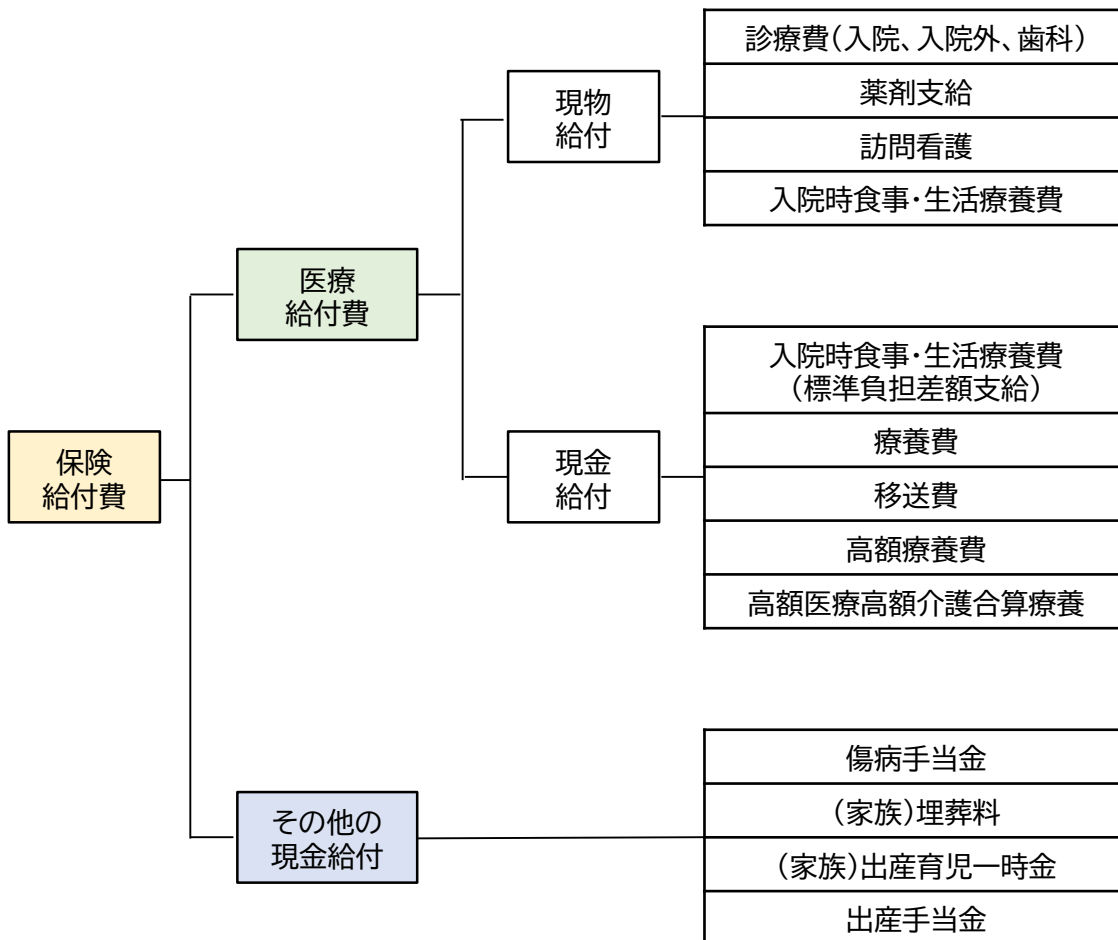 保険
給付費
医療
給付費
現物
給付
診療費(入院、入院外、歯科)
薬剤支給
訪問看護
入院時食事・生活療養費
現金
給付
入院時食事・生活療養費
(標準負担差額支給)
療養費
移送費
高額療養費
高額医療高額介護合算療養
その他の
現金給付
傷病手当金
(家族)埋葬料
(家族)出産育児一時金
出産手当金